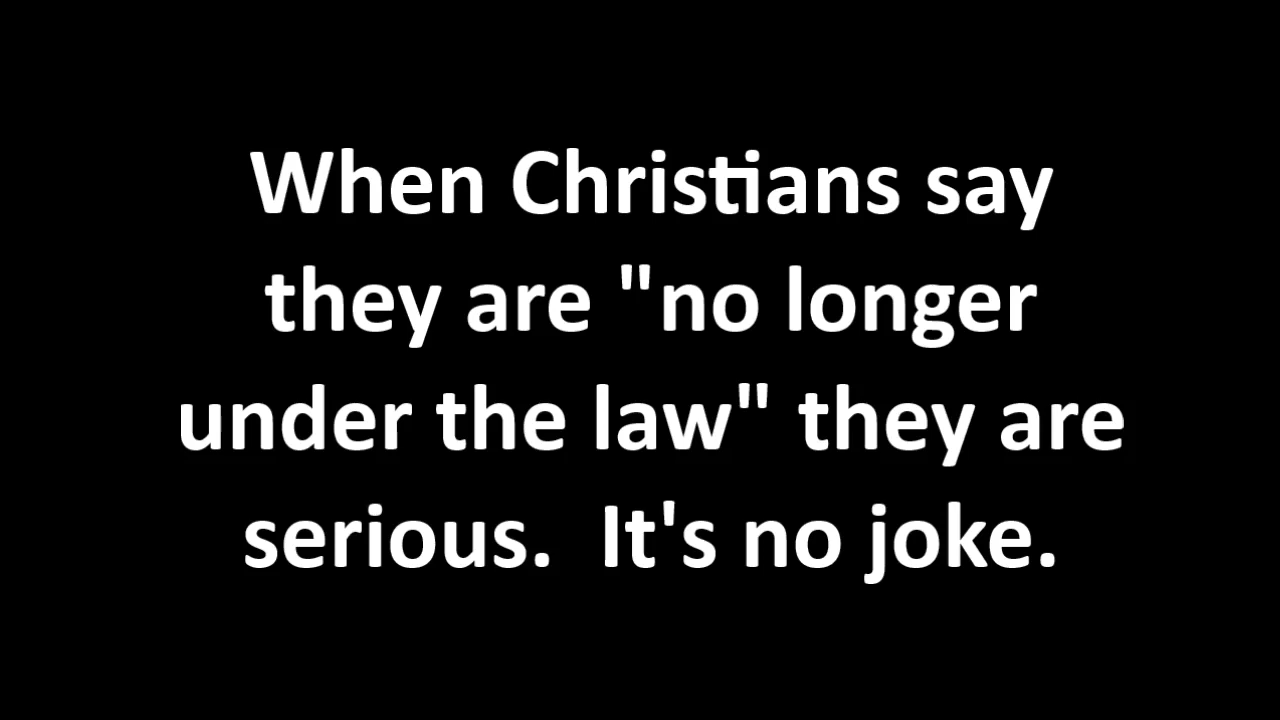 When Christians say
they are "no longer
under the law" they are
serious.  It's no joke.